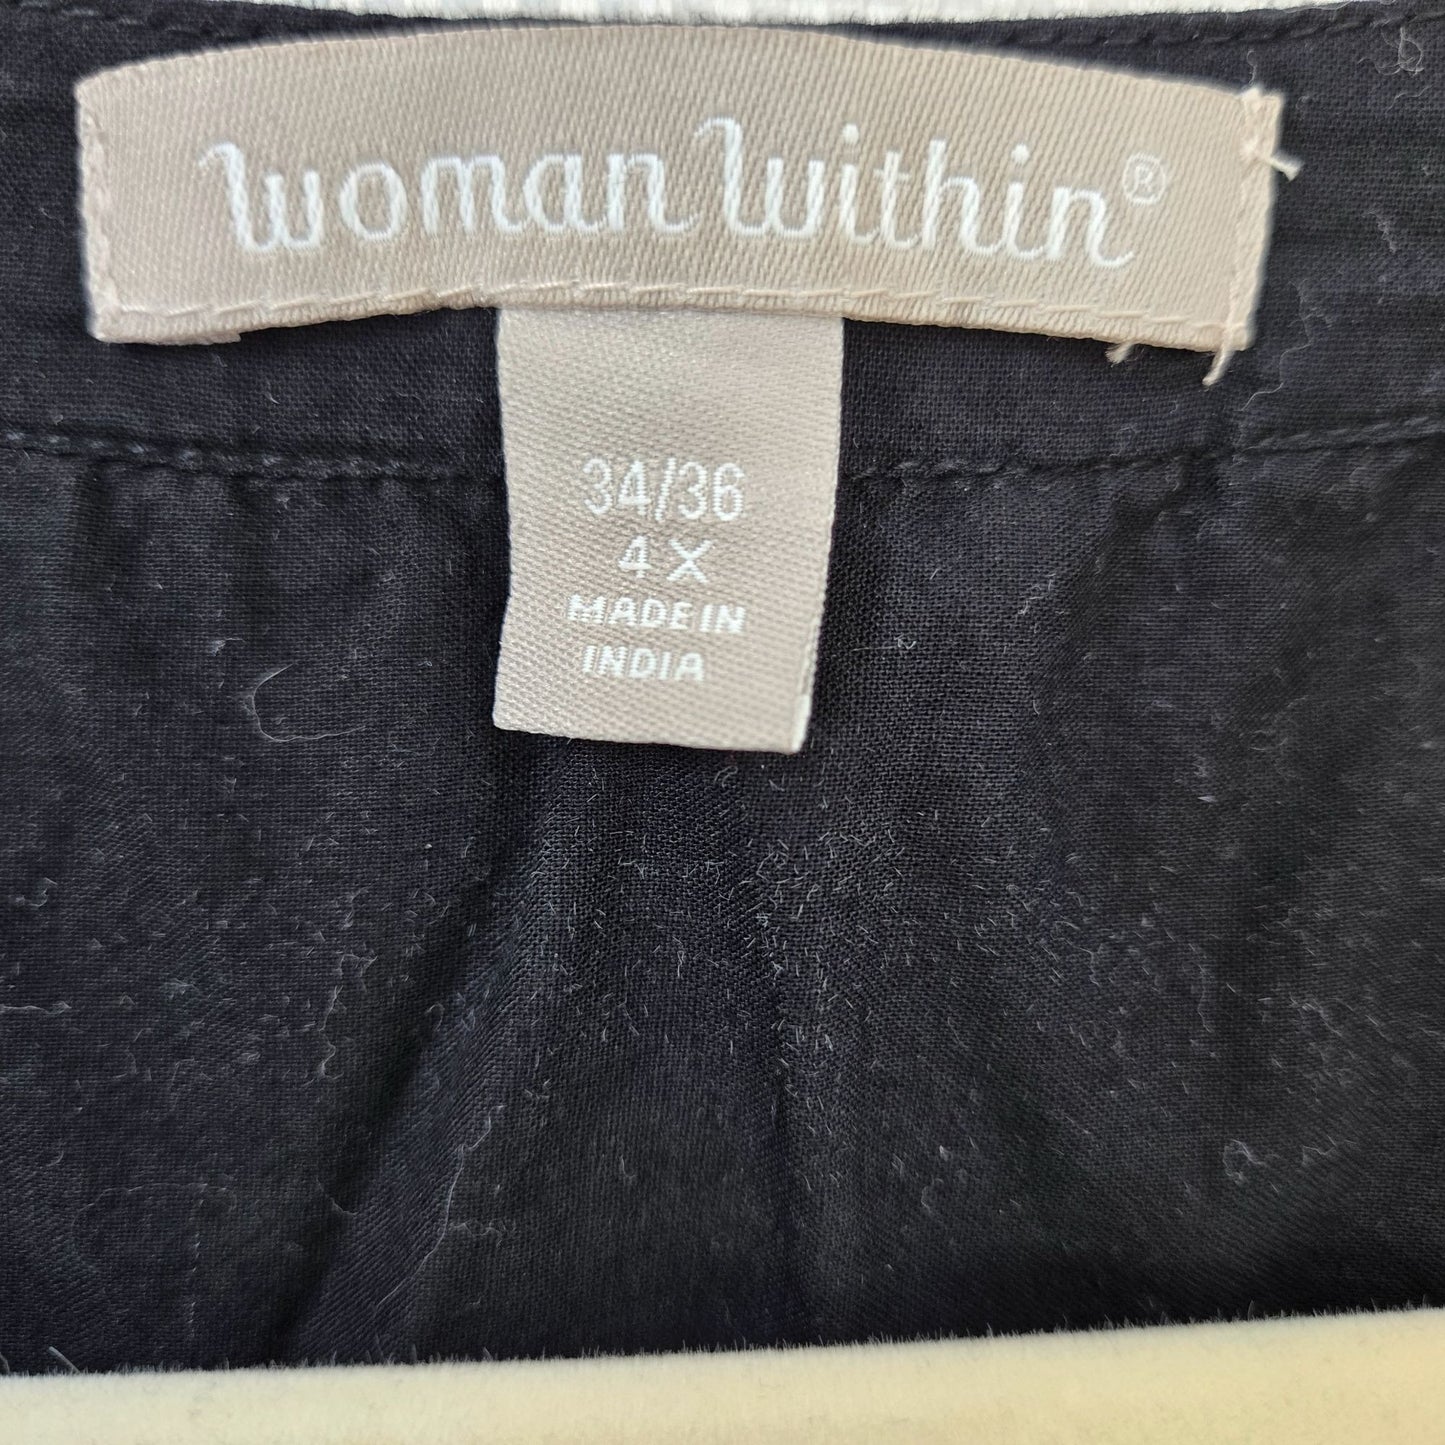 woman within®
34/36
4X
MADE IN
INDIA